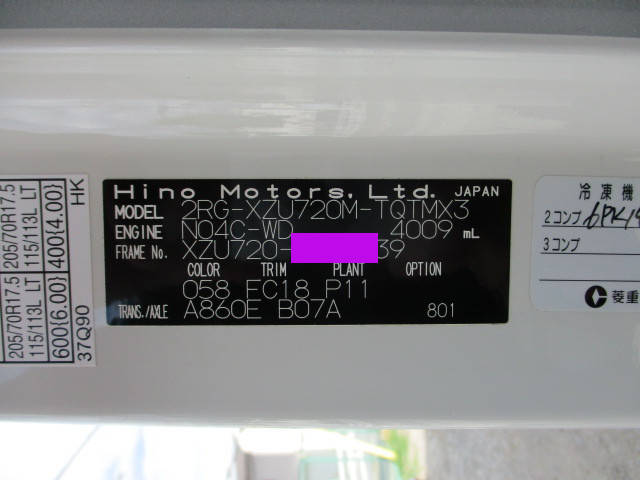 205/70R17.5 115/113L LT
205/70R17.5 115/113L LT
600(6.00) 400(4.00)
37Q90 HK
Hino Motors, Ltd. JAPAN
MODEL 2RG-XZU720M-TQTMX3
ENGINE N04C-WD 4009 mL
FRAME No. XZU720- 39
COLOR TRIM PLANT OPTION
058 FC18 P11
TRANS./AXLE A860E B07A 801
冷凍機
2コンプ 6PK
3コンプ
菱重